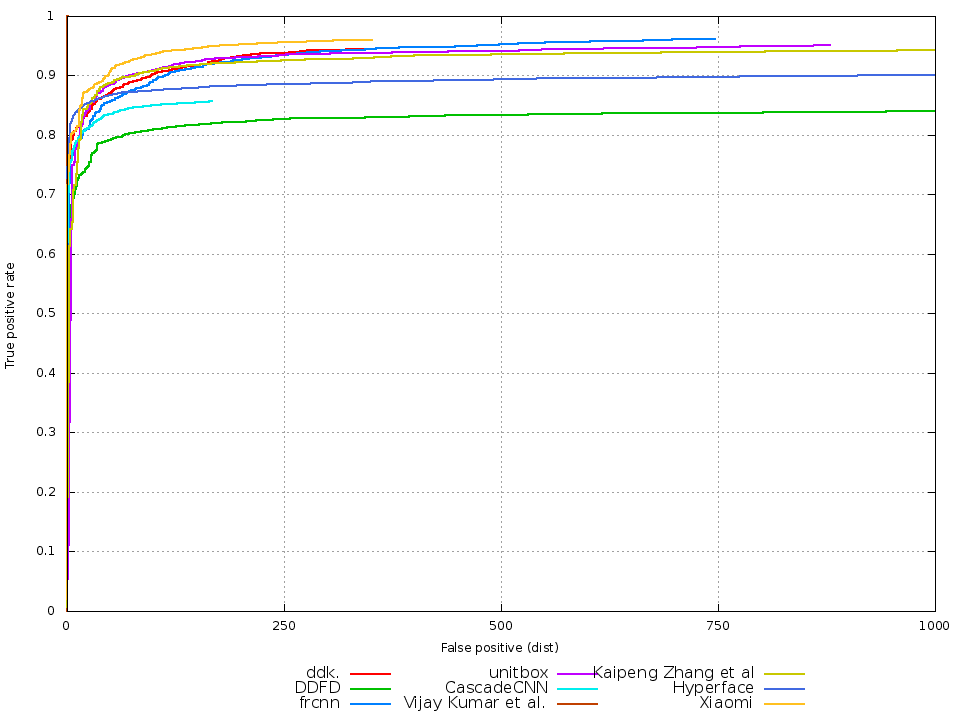 1
0.9
0.8
0.7
0.6
0.5
0.4
0.3
0.2
0.1
0
True positive rate
0 250 500 750 1000
False positive (dist)
ddk. unitbox Kaipeng Zhang et al
DDFD CascadeCNN Hyperface
frcnn Vijay Kumar et al. Xiaomi